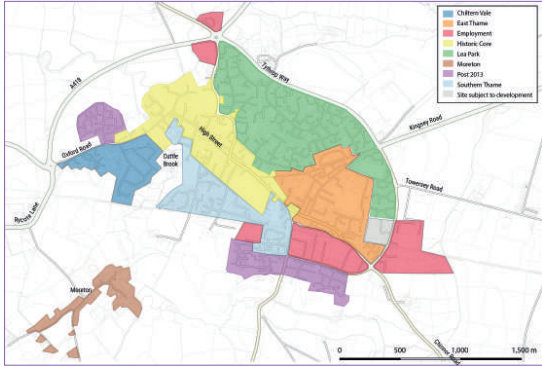 Chiltern Vale
East Thame
Employment
Historic Core
Lea Park
Moreton
Post 2013
Southern Thame
Site subject to development
A418
Tythrop Way
Kingsey Road
High Street
Oxford Road
Cuttle
Brook
Towersey Road
Rycote Lane
Moreton
Chinnor Road
0
500
1,000
1,500 m